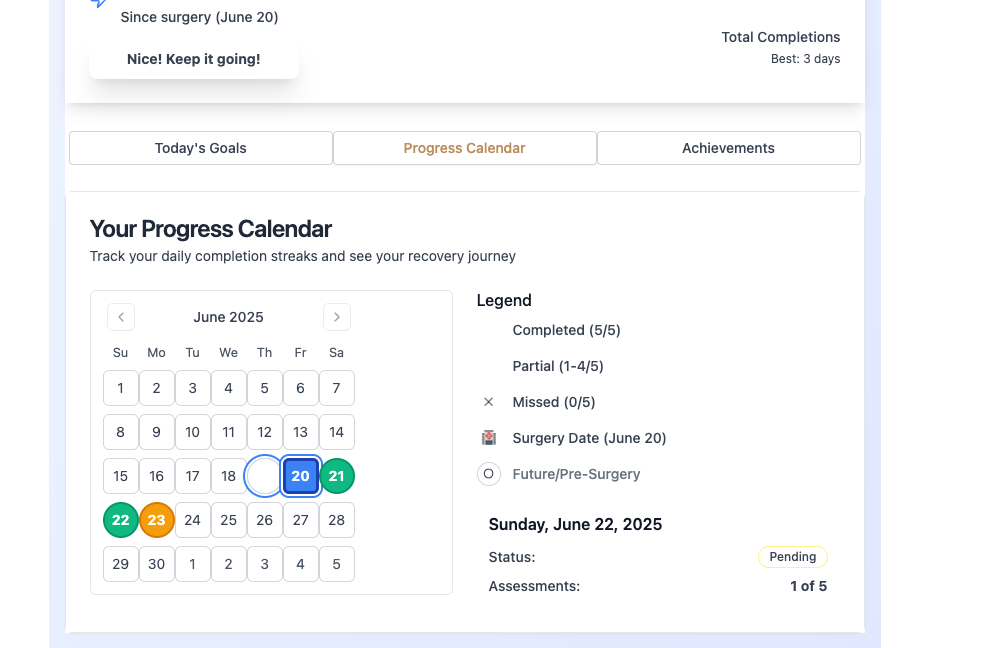 Since surgery (June 20)
Nice! Keep it going!
Total Completions
Best: 3 days
Today's Goals
Progress Calendar
Achievements
Your Progress Calendar
Track your daily completion streaks and see your recovery journey
June 2025
Su Mo Tu We Th Fr Sa
1 2 3 4 5 6 7
8 9 10 11 12 13 14
15 16 17 18 20 21
22 23 24 25 26 27 28
29 30 1 2 3 4 5
Legend
Completed (5/5)
Partial (1-4/5)
Missed (0/5)
Surgery Date (June 20)
Future/Pre-Surgery
Sunday, June 22, 2025
Status: Pending
Assessments: 1 of 5